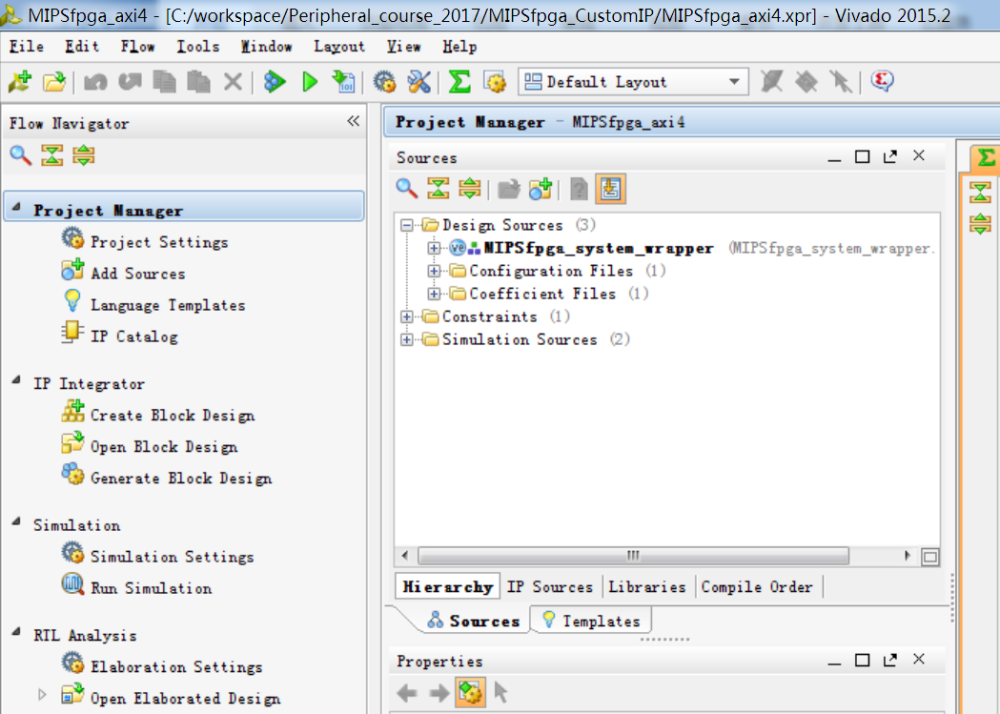 MIPSfpga_axi4 - [C:/workspace/Peripheral_course_2017/MIPSfpga_CustomIP/MIPSfpga_axi4.xpr] - Vivado 2015.2
File Edit Flow Tools Window Layout View Help
Default Layout
Flow Navigator
Project Manager
Project Settings
Add Sources
Language Templates
IP Catalog
IP Integrator
Create Block Design
Open Block Design
Generate Block Design
Simulation
Simulation Settings
Run Simulation
RTL Analysis
Elaboration Settings
Open Elaborated Design
Project Manager - MIPSfpga_axi4
Sources
Design Sources (3)
MIPSfpga_system_wrapper (MIPSfpga_system_wrapper.
Configuration Files (1)
Coefficient Files (1)
Constraints (1)
Simulation Sources (2)
Hierarchy IP Sources Libraries Compile Order
Sources Templates
Properties